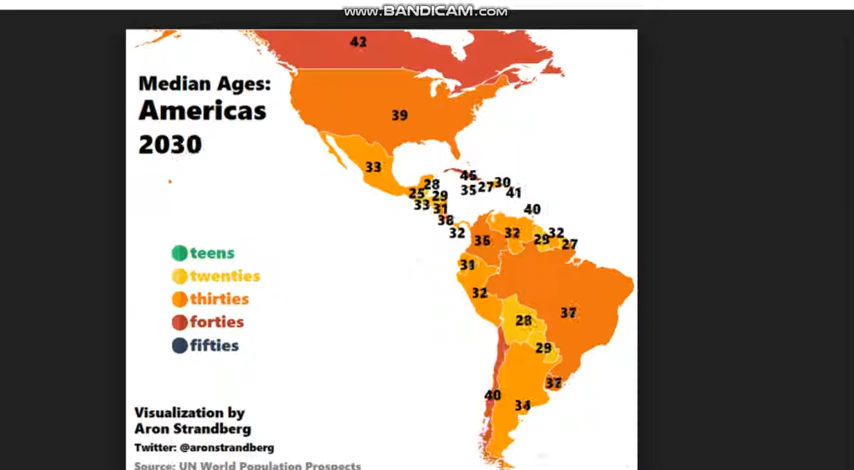 www.BANDICAM.com
42
Median Ages:
Americas
2030
39
33
45
28
30
27
25
29
35
41
33
31
40
38
32
32
32
36
29
27
31
32
28
37
29
37
40
34
teens
twenties
thirties
forties
fifties
Visualization by
Aron Strandberg
Twitter: @aronstrandberg
Source: UN World Population Prospects